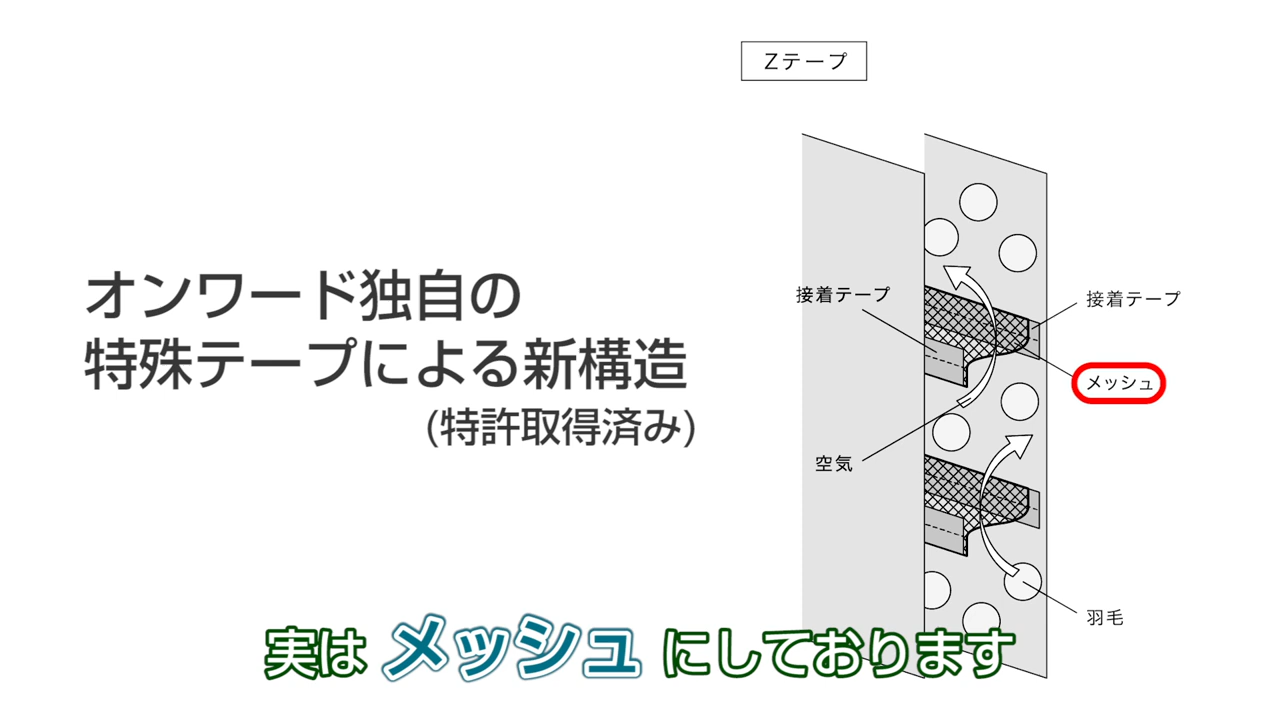 Zテープ
オンワード独自の
特殊テープによる新構造
(特許取得済み)
接着テープ
接着テープ
メッシュ
空気
羽毛
実は メッシュ にしております